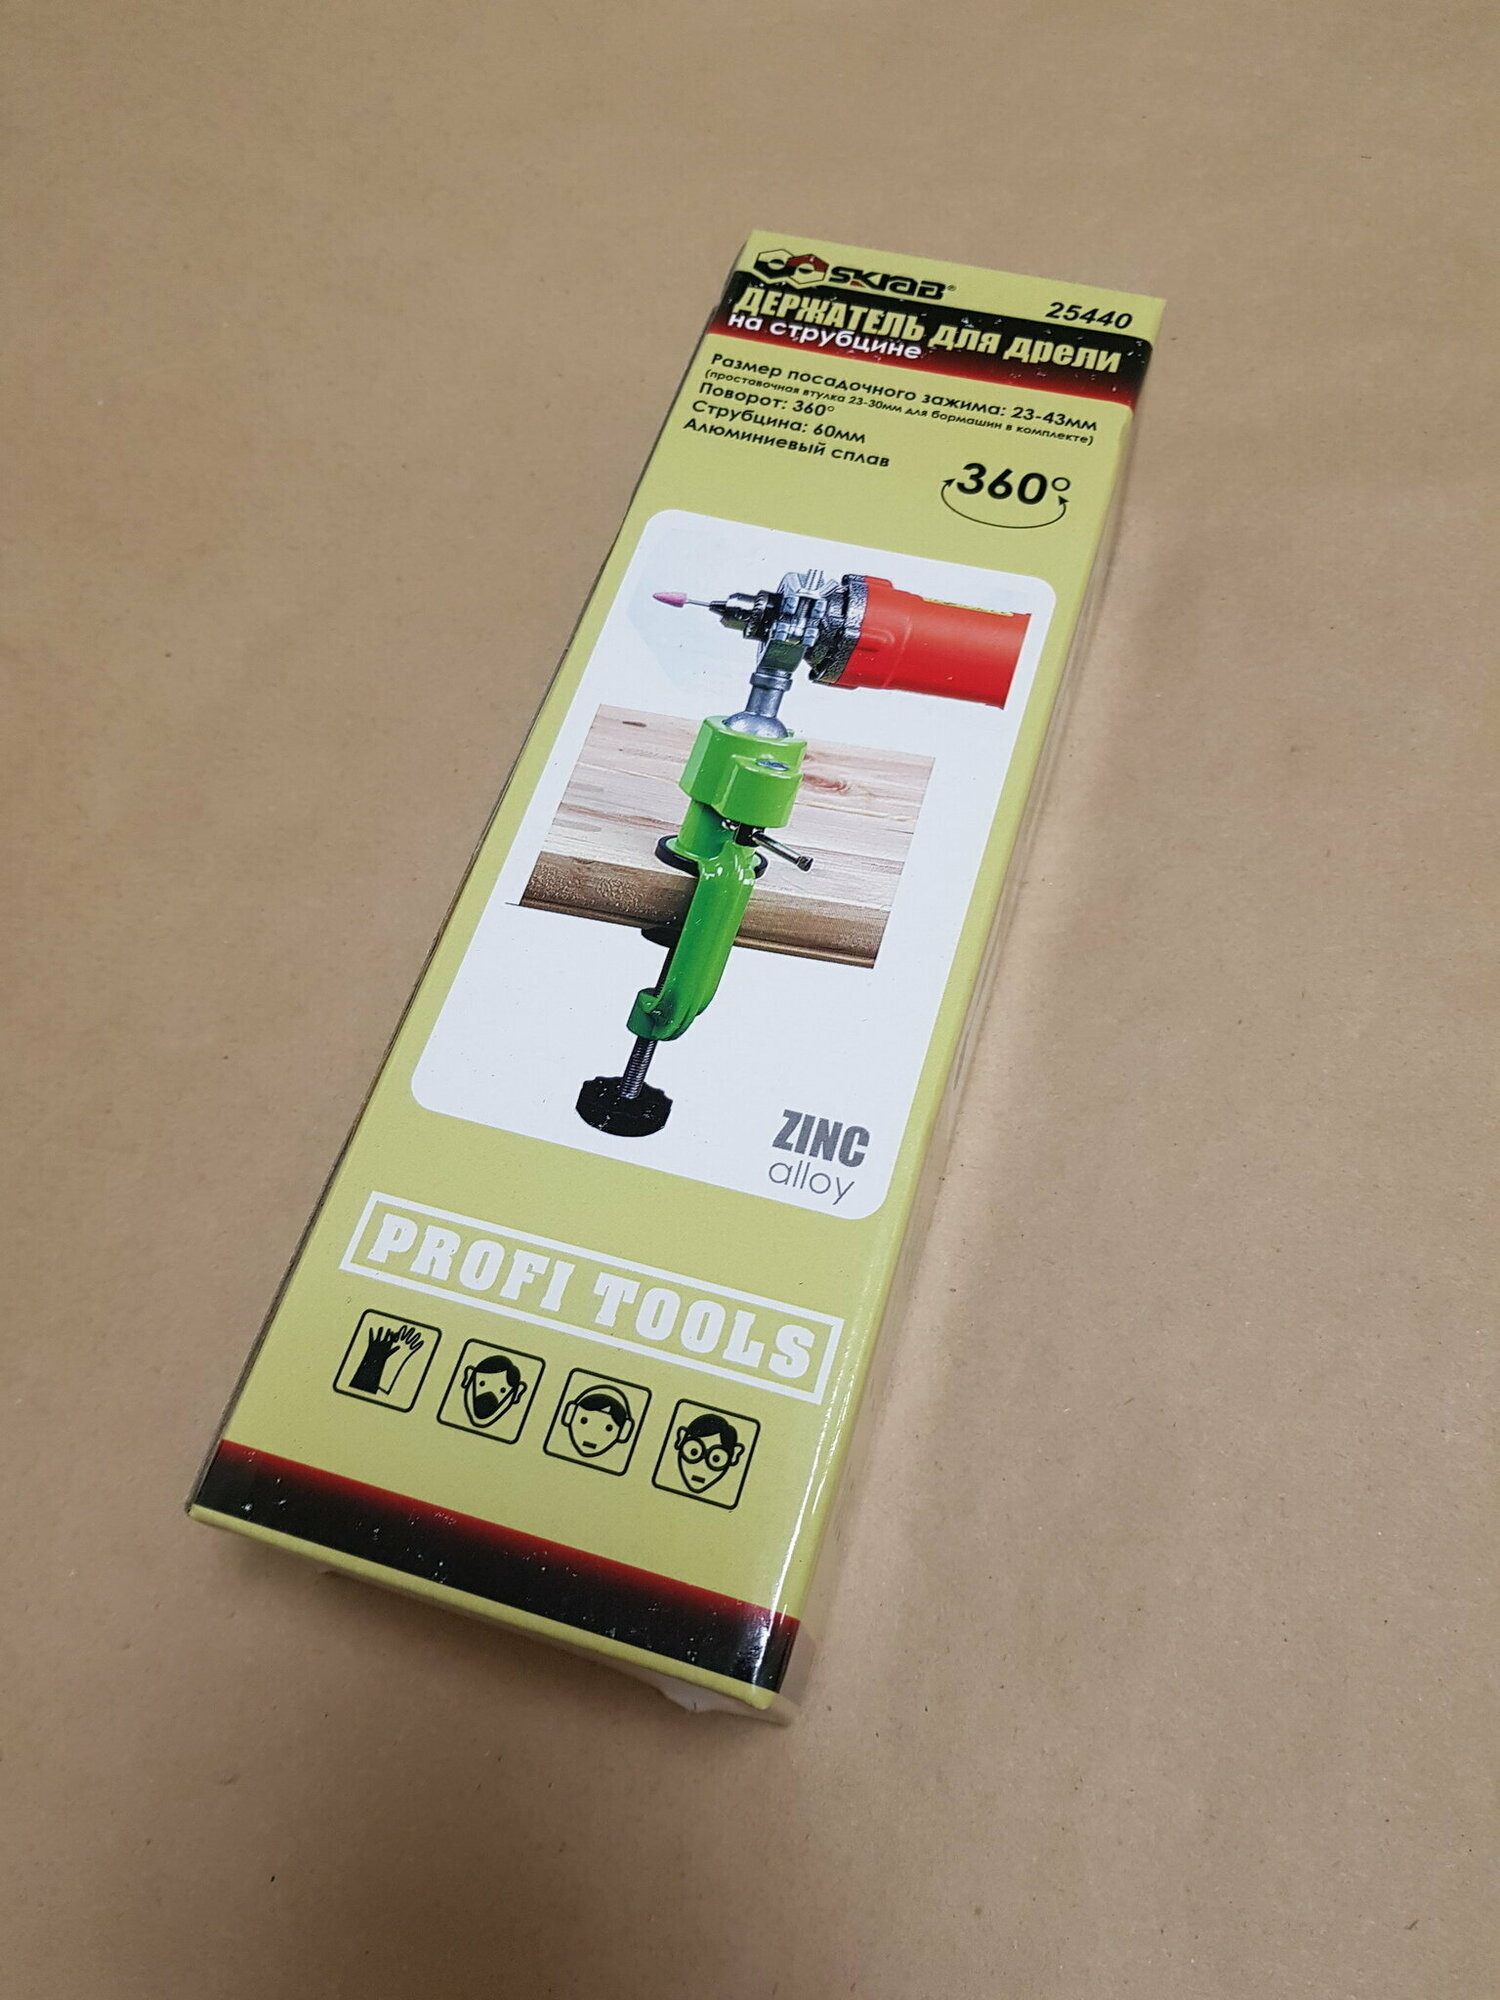 SKRAB®
25440
ДЕРЖАТЕЛЬ для дрели
на струбцине
Размер посадочного зажима: 23-43мм
(проставочная втулка 23-30мм для бормашин в комплекте)
Поворот: 360°
Струбцина: 60мм
Алюминиевый сплав
360°
ZINC
alloy
PROFI TOOLS